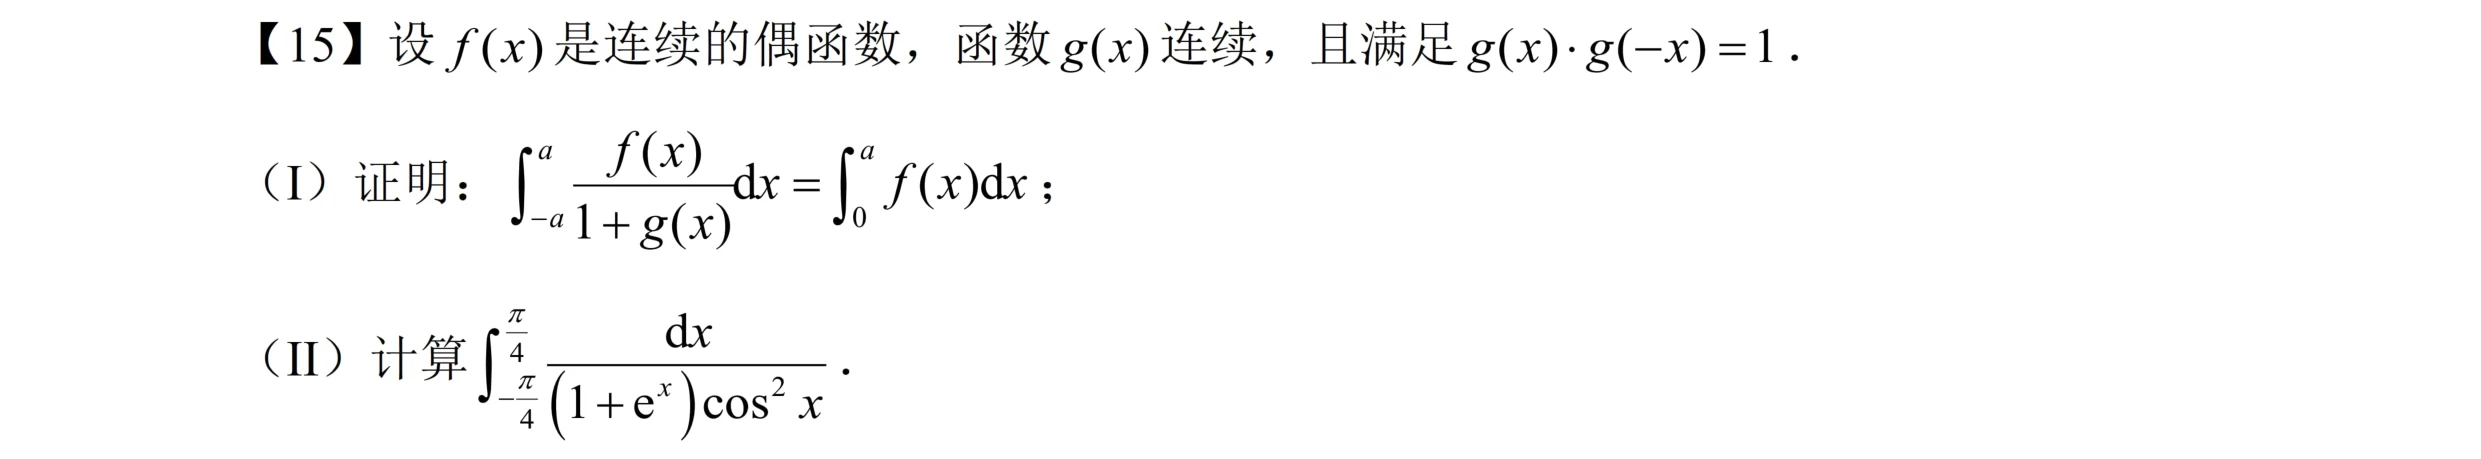 【15】设 $f(x)$ 是连续的偶函数，函数 $g(x)$ 连续，且满足 $g(x)\cdot g(-x)=1$．
（I）证明：$\int_{-a}^{a}\frac{f(x)}{1+g(x)}\mathrm{d}x=\int_{0}^{a}f(x)\mathrm{d}x$；
（II）计算 $\int_{-\frac{\pi}{4}}^{\frac{\pi}{4}}\frac{\mathrm{d}x}{\left(1+\mathrm{e}^{x}\right)\cos^{2}x}$．